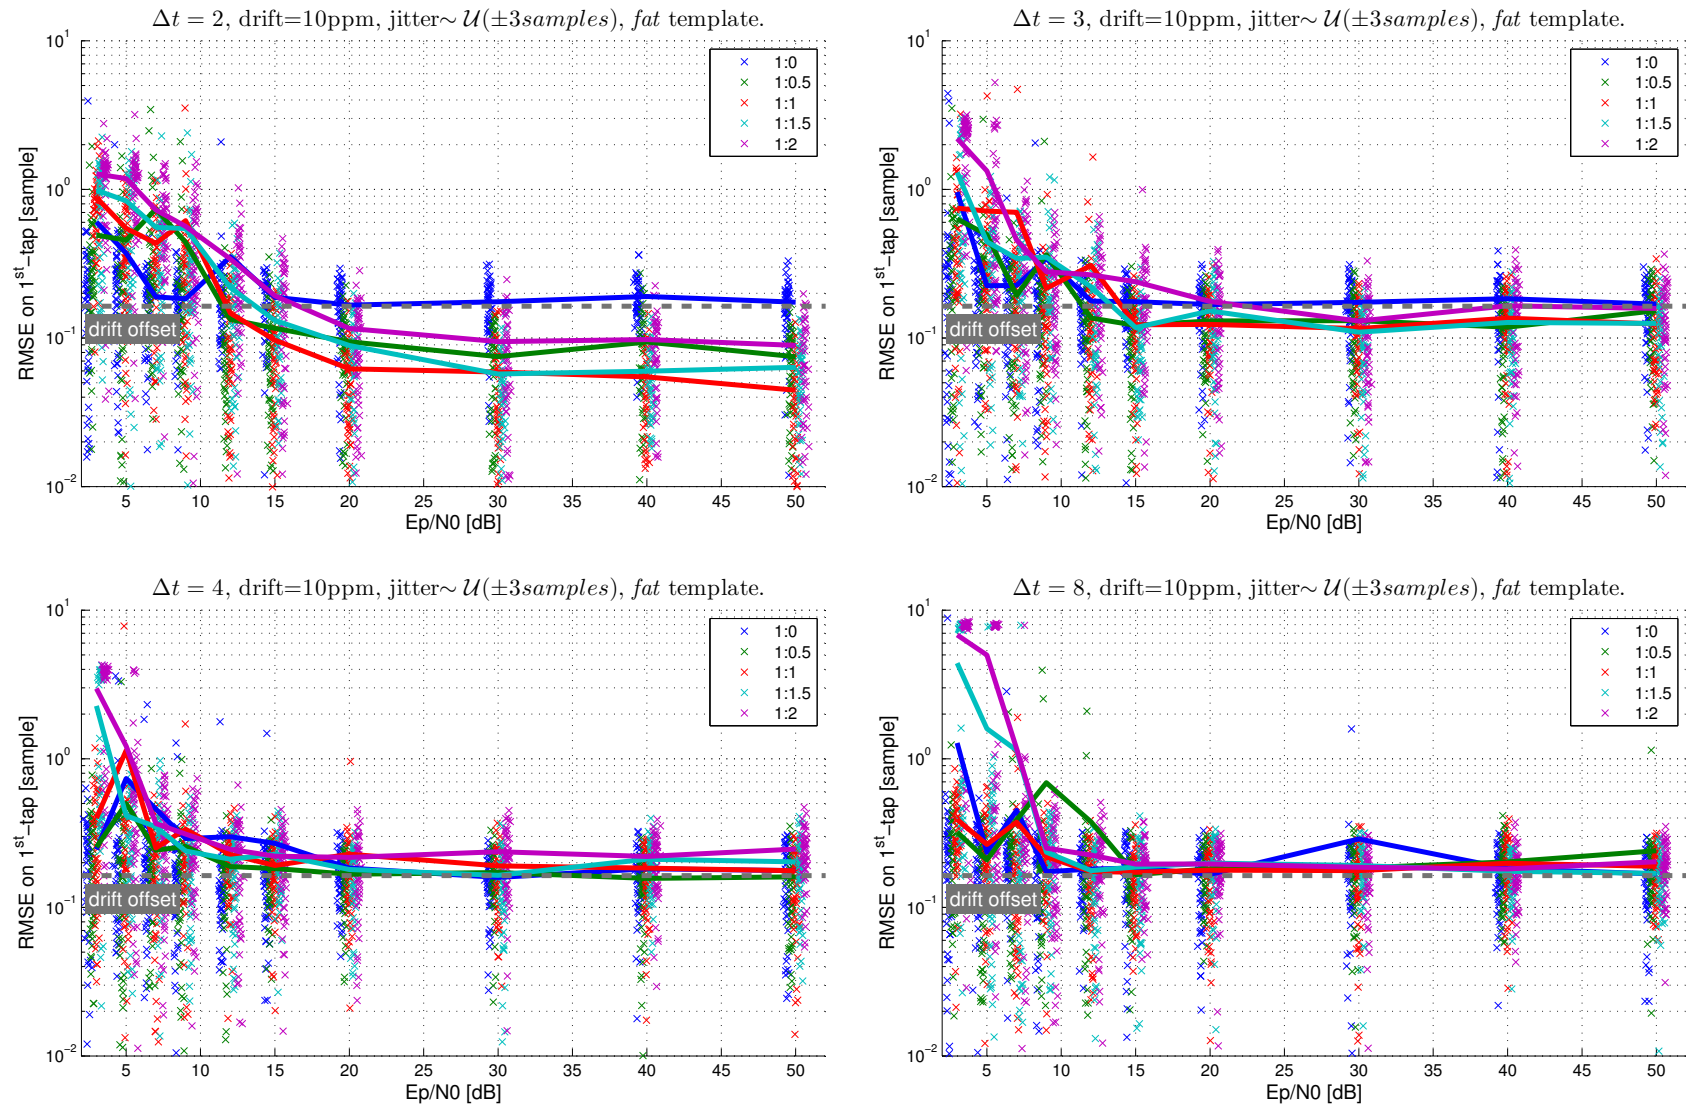 Δt = 2, drift=10ppm, jitter∼ U(±3samples), fat template.
10¹
10⁰
10⁻¹
10⁻²
RMSE on 1ˢᵗ−tap [sample]
1:0
1:0.5
1:1
1:1.5
1:2
drift offset
5 10 15 20 25 30 35 40 45 50
Ep/N0 [dB]
Δt = 3, drift=10ppm, jitter∼ U(±3samples), fat template.
10¹
10⁰
10⁻¹
10⁻²
RMSE on 1ˢᵗ−tap [sample]
1:0
1:0.5
1:1
1:1.5
1:2
drift offset
5 10 15 20 25 30 35 40 45 50
Ep/N0 [dB]
Δt = 4, drift=10ppm, jitter∼ U(±3samples), fat template.
10¹
10⁰
10⁻¹
10⁻²
RMSE on 1ˢᵗ−tap [sample]
1:0
1:0.5
1:1
1:1.5
1:2
drift offset
5 10 15 20 25 30 35 40 45 50
Ep/N0 [dB]
Δt = 8, drift=10ppm, jitter∼ U(±3samples), fat template.
10¹
10⁰
10⁻¹
10⁻²
RMSE on 1ˢᵗ−tap [sample]
1:0
1:0.5
1:1
1:1.5
1:2
drift offset
5 10 15 20 25 30 35 40 45 50
Ep/N0 [dB]